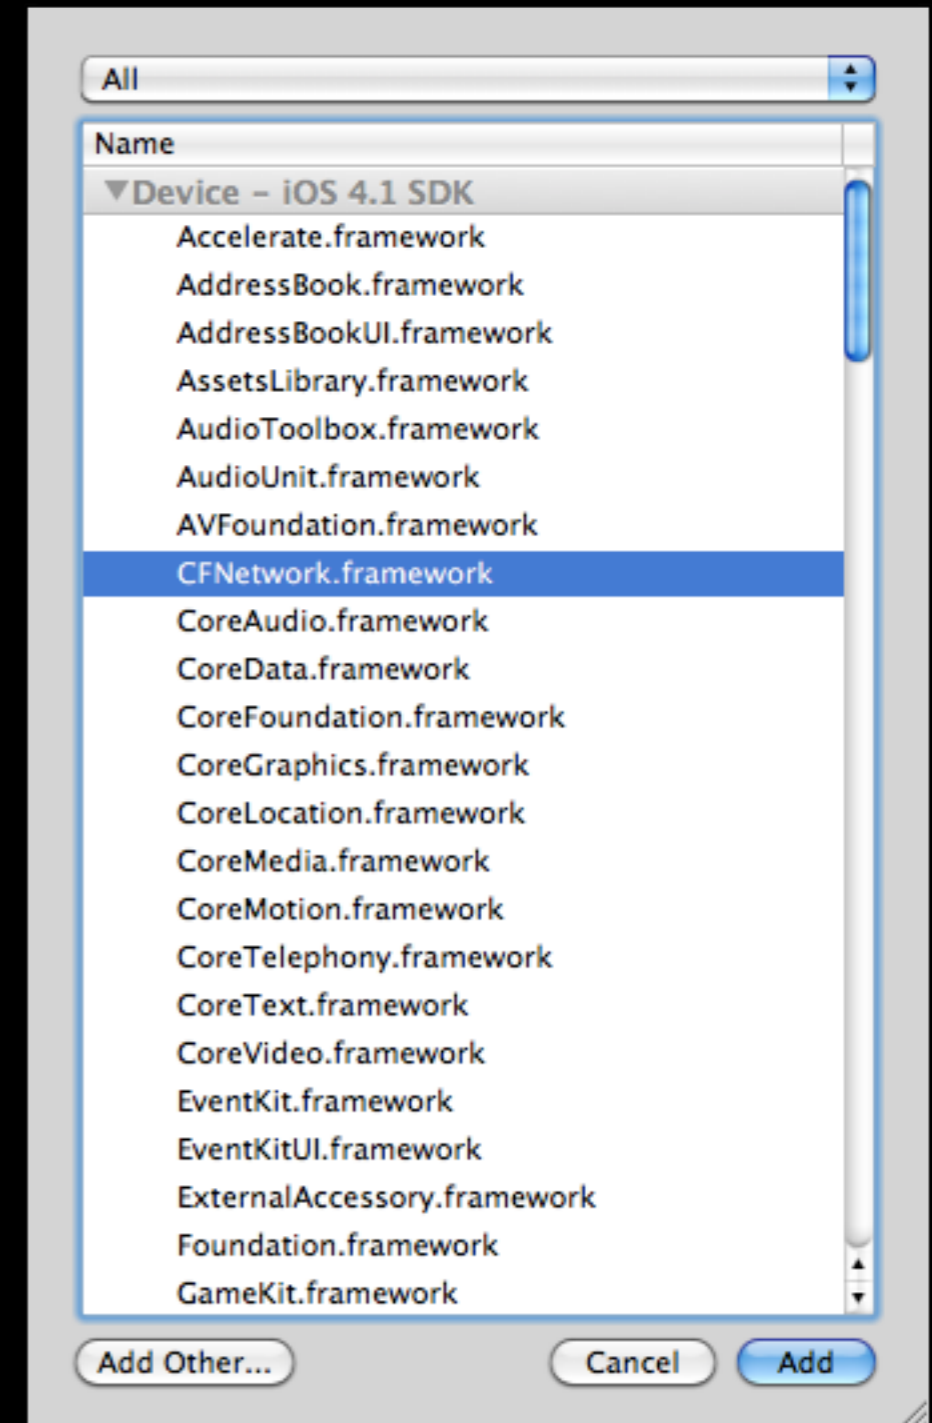 All
Name
Device – iOS 4.1 SDK
Accelerate.framework
AddressBook.framework
AddressBookUI.framework
AssetsLibrary.framework
AudioToolbox.framework
AudioUnit.framework
AVFoundation.framework
CFNetwork.framework
CoreAudio.framework
CoreData.framework
CoreFoundation.framework
CoreGraphics.framework
CoreLocation.framework
CoreMedia.framework
CoreMotion.framework
CoreTelephony.framework
CoreText.framework
CoreVideo.framework
EventKit.framework
EventKitUI.framework
ExternalAccessory.framework
Foundation.framework
GameKit.framework
Add Other... Cancel Add